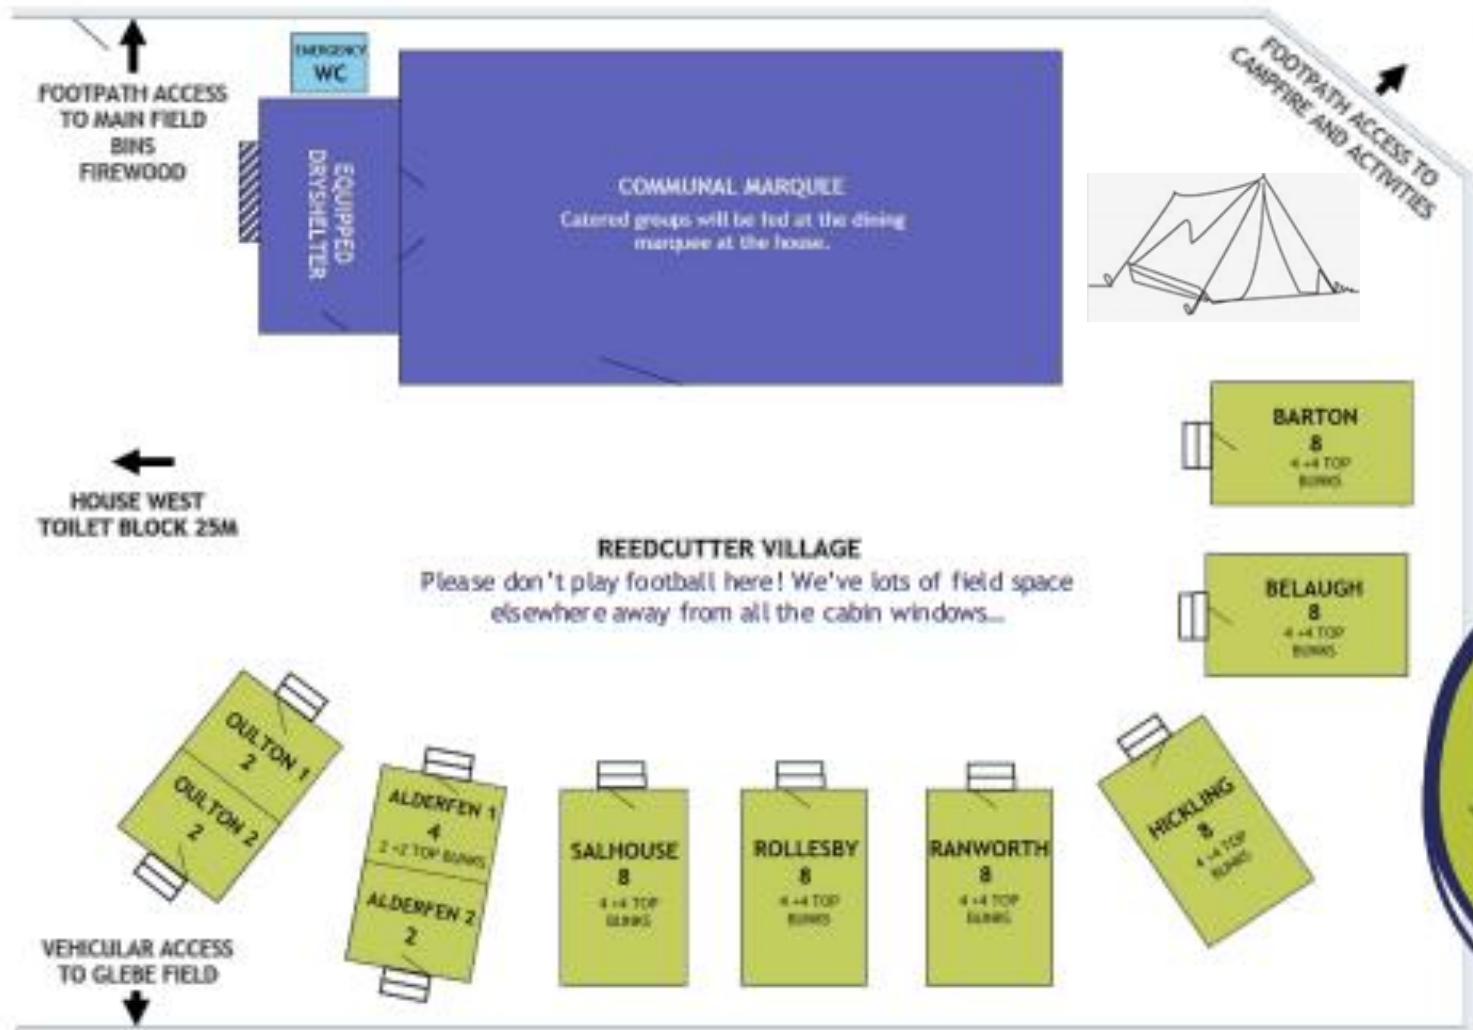 FOOTPATH ACCESS
TO MAIN FIELD
BINS
FIREWOOD
EMERGENCY
WC
EQUIPPED
DRYSHELTER
COMMUNAL MARQUEE
Catered groups will be fed at the dining
marquee at the house.
FOOTPATH ACCESS TO
CAMPFIRE AND ACTIVITIES
HOUSE WEST
TOILET BLOCK 25M
REEDCUTTER VILLAGE
Please don't play football here! We've lots of field space
elsewhere away from all the cabin windows...
BARTON
8
4 +4 TOP
BUNKS
BELAUGH
8
4 +4 TOP
BUNKS
OULTON 1
2
OULTON 2
2
ALDERFEN 1
4
2 +2 TOP BUNKS
ALDERFEN 2
2
SALHOUSE
8
4 +4 TOP
BUNKS
ROLLESBY
8
4 +4 TOP
BUNKS
RANWORTH
8
4 +4 TOP
BUNKS
HICKLING
8
4 +4 TOP
BUNKS
VEHICULAR ACCESS
TO GLEBE FIELD